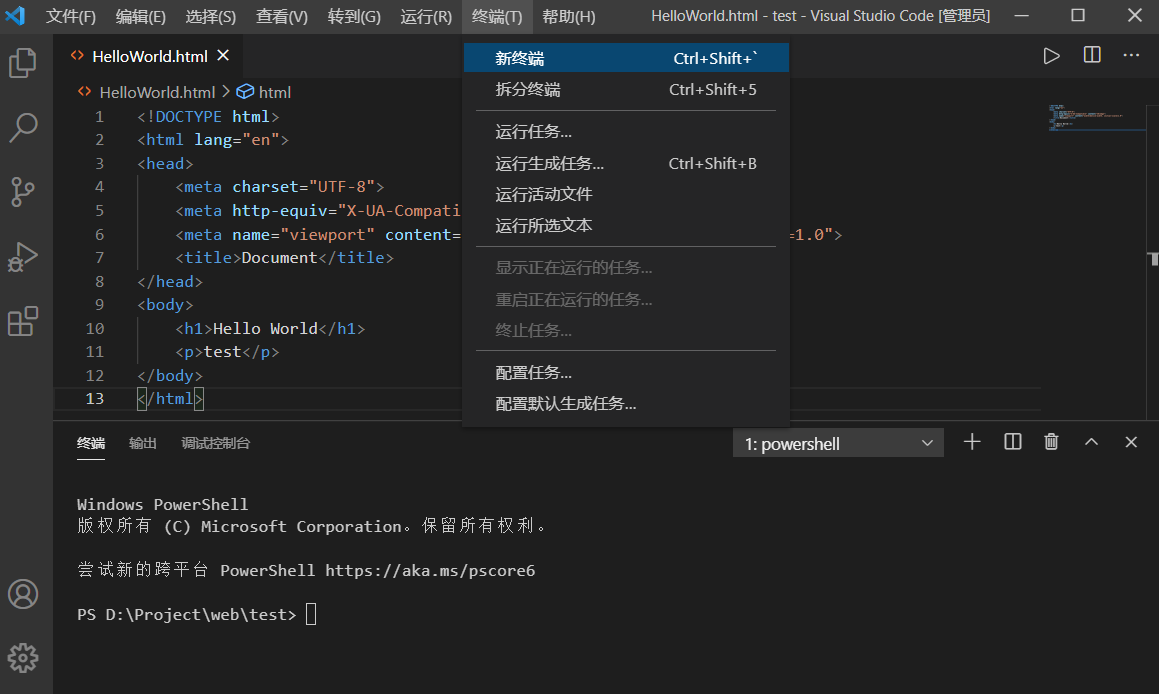 文件(F) 编辑(E) 选择(S) 查看(V) 转到(G) 运行(R) 终端(T) 帮助(H) HelloWorld.html - test - Visual Studio Code [管理员]
HelloWorld.html
HelloWorld.html > html
1 <!DOCTYPE html>
2 <html lang="en">
3 <head>
4 <meta charset="UTF-8">
5 <meta http-equiv="X-UA-Compati
6 <meta name="viewport" content= =1.0">
7 <title>Document</title>
8 </head>
9 <body>
10 <h1>Hello World</h1>
11 <p>test</p>
12 </body>
13 </html>
新终端 Ctrl+Shift+`
拆分终端 Ctrl+Shift+5
运行任务...
运行生成任务... Ctrl+Shift+B
运行活动文件
运行所选文本
显示正在运行的任务...
重启正在运行的任务...
终止任务...
配置任务...
配置默认生成任务...
终端 输出 调试控制台 1: powershell
Windows PowerShell
版权所有 (C) Microsoft Corporation。保留所有权利。
尝试新的跨平台 PowerShell https://aka.ms/pscore6
PS D:\Project\web\test>